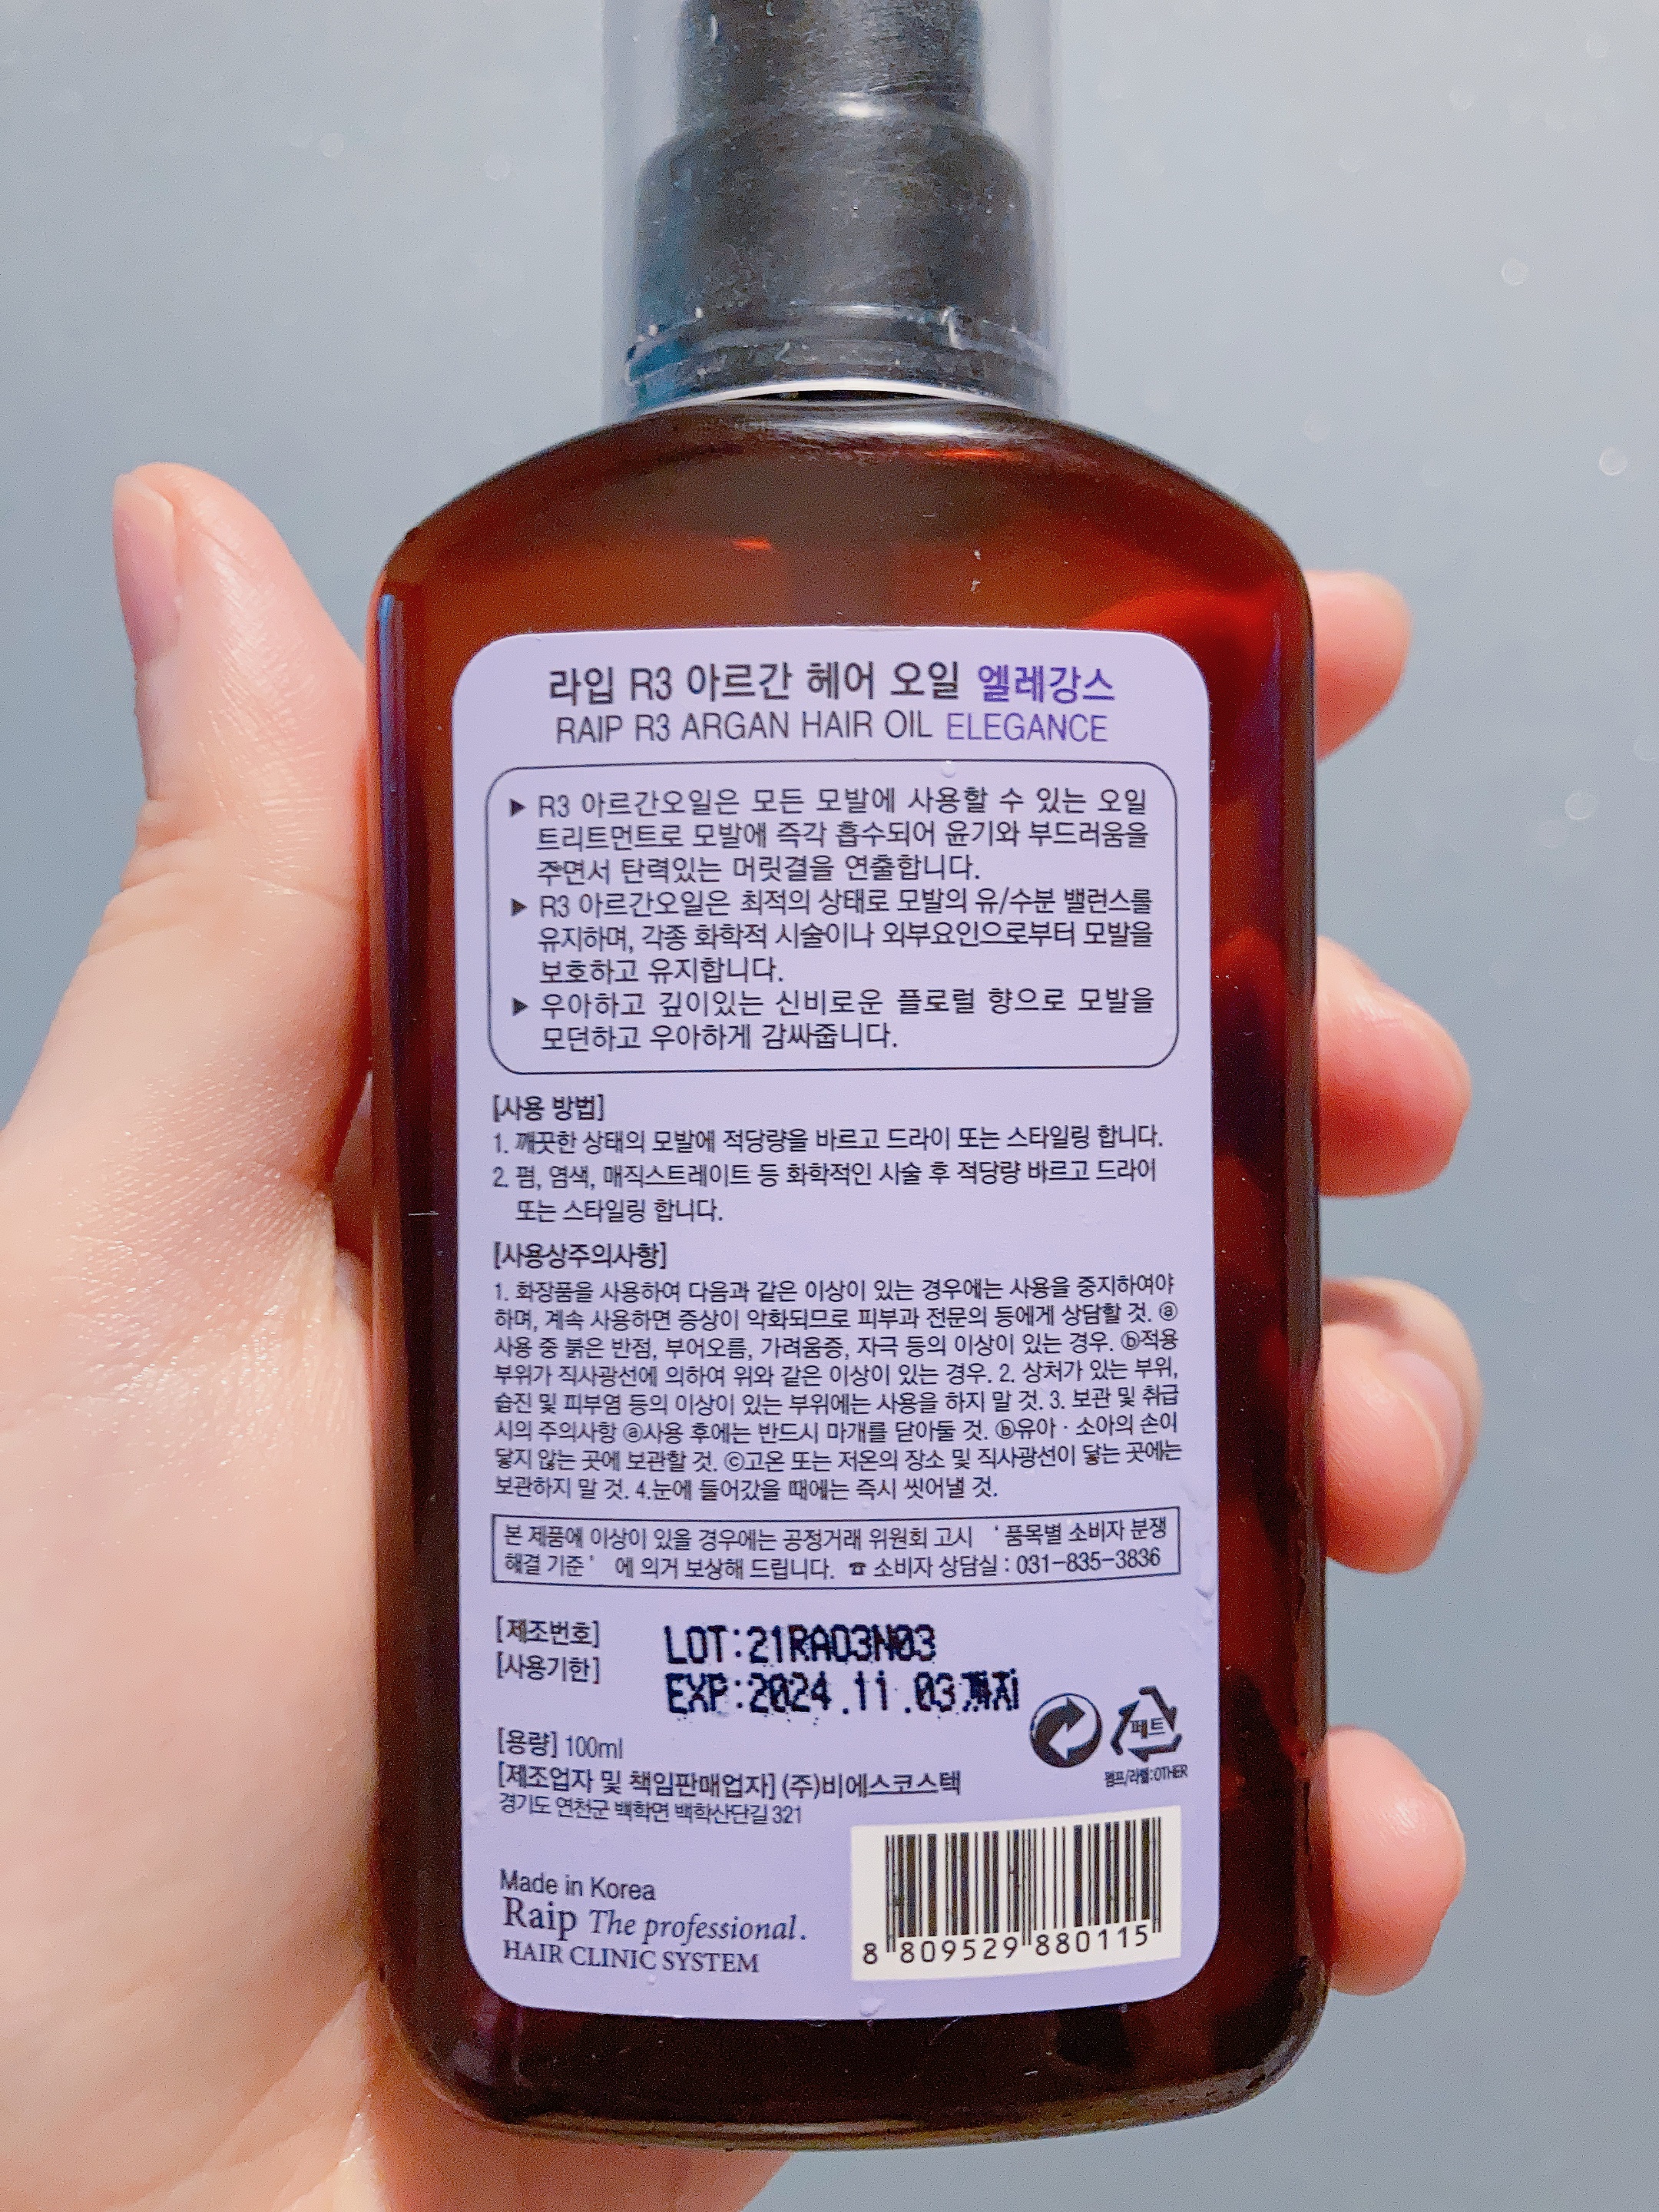 라입 R3 아르간 헤어 오일 엘레강스
RAIP R3 ARGAN HAIR OIL ELEGANCE
▶ R3 아르간오일은 모든 모발에 사용할 수 있는 오일
트리트먼트로 모발에 즉각 흡수되어 윤기와 부드러움을
주면서 탄력있는 머릿결을 연출합니다.
▶ R3 아르간오일은 최적의 상태로 모발의 유/수분 밸런스를
유지하며, 각종 화학적 시술이나 외부요인으로부터 모발을
보호하고 유지합니다.
▶ 우아하고 깊이있는 신비로운 플로럴 향으로 모발을
모던하고 우아하게 감싸줍니다.
[사용 방법]
1. 깨끗한 상태의 모발에 적당량을 바르고 드라이 또는 스타일링 합니다.
2. 펌, 염색, 매직스트레이트 등 화학적인 시술 후 적당량 바르고 드라이
또는 스타일링 합니다.
[사용상주의사항]
1. 화장품을 사용하여 다음과 같은 이상이 있는 경우에는 사용을 중지하여야
하며, 계속 사용하면 증상이 악화되므로 피부과 전문의 등에게 상담할 것. ⓐ
사용 중 붉은 반점, 부어오름, 가려움증, 자극 등의 이상이 있는 경우. ⓑ적용
부위가 직사광선에 의하여 위와 같은 이상이 있는 경우. 2. 상처가 있는 부위,
습진 및 피부염 등의 이상이 있는 부위에는 사용을 하지 말 것. 3. 보관 및 취급
시의 주의사항 ⓐ사용 후에는 반드시 마개를 닫아둘 것. ⓑ유아 · 소아의 손이
닿지 않는 곳에 보관할 것. ⓒ고온 또는 저온의 장소 및 직사광선이 닿는 곳에는
보관하지 말 것. 4.눈에 들어갔을 때에는 즉시 씻어낼 것.
본 제품에 이상이 있을 경우에는 공정거래 위원회 고시 ' 품목별 소비자 분쟁
해결 기준 ' 에 의거 보상해 드립니다. ☎ 소비자 상담실 : 031-835-3836
[제조번호] LOT:21RA03N03
[사용기한] EXP:2024.11.03까지
페트
펌프/라벨:OTHER
[용량] 100ml
[제조업자 및 책임판매업자] (주)비에스코스텍
경기도 연천군 백학면 백학산단길 321
Made in Korea
Raip The professional.
HAIR CLINIC SYSTEM
8 809529 880115